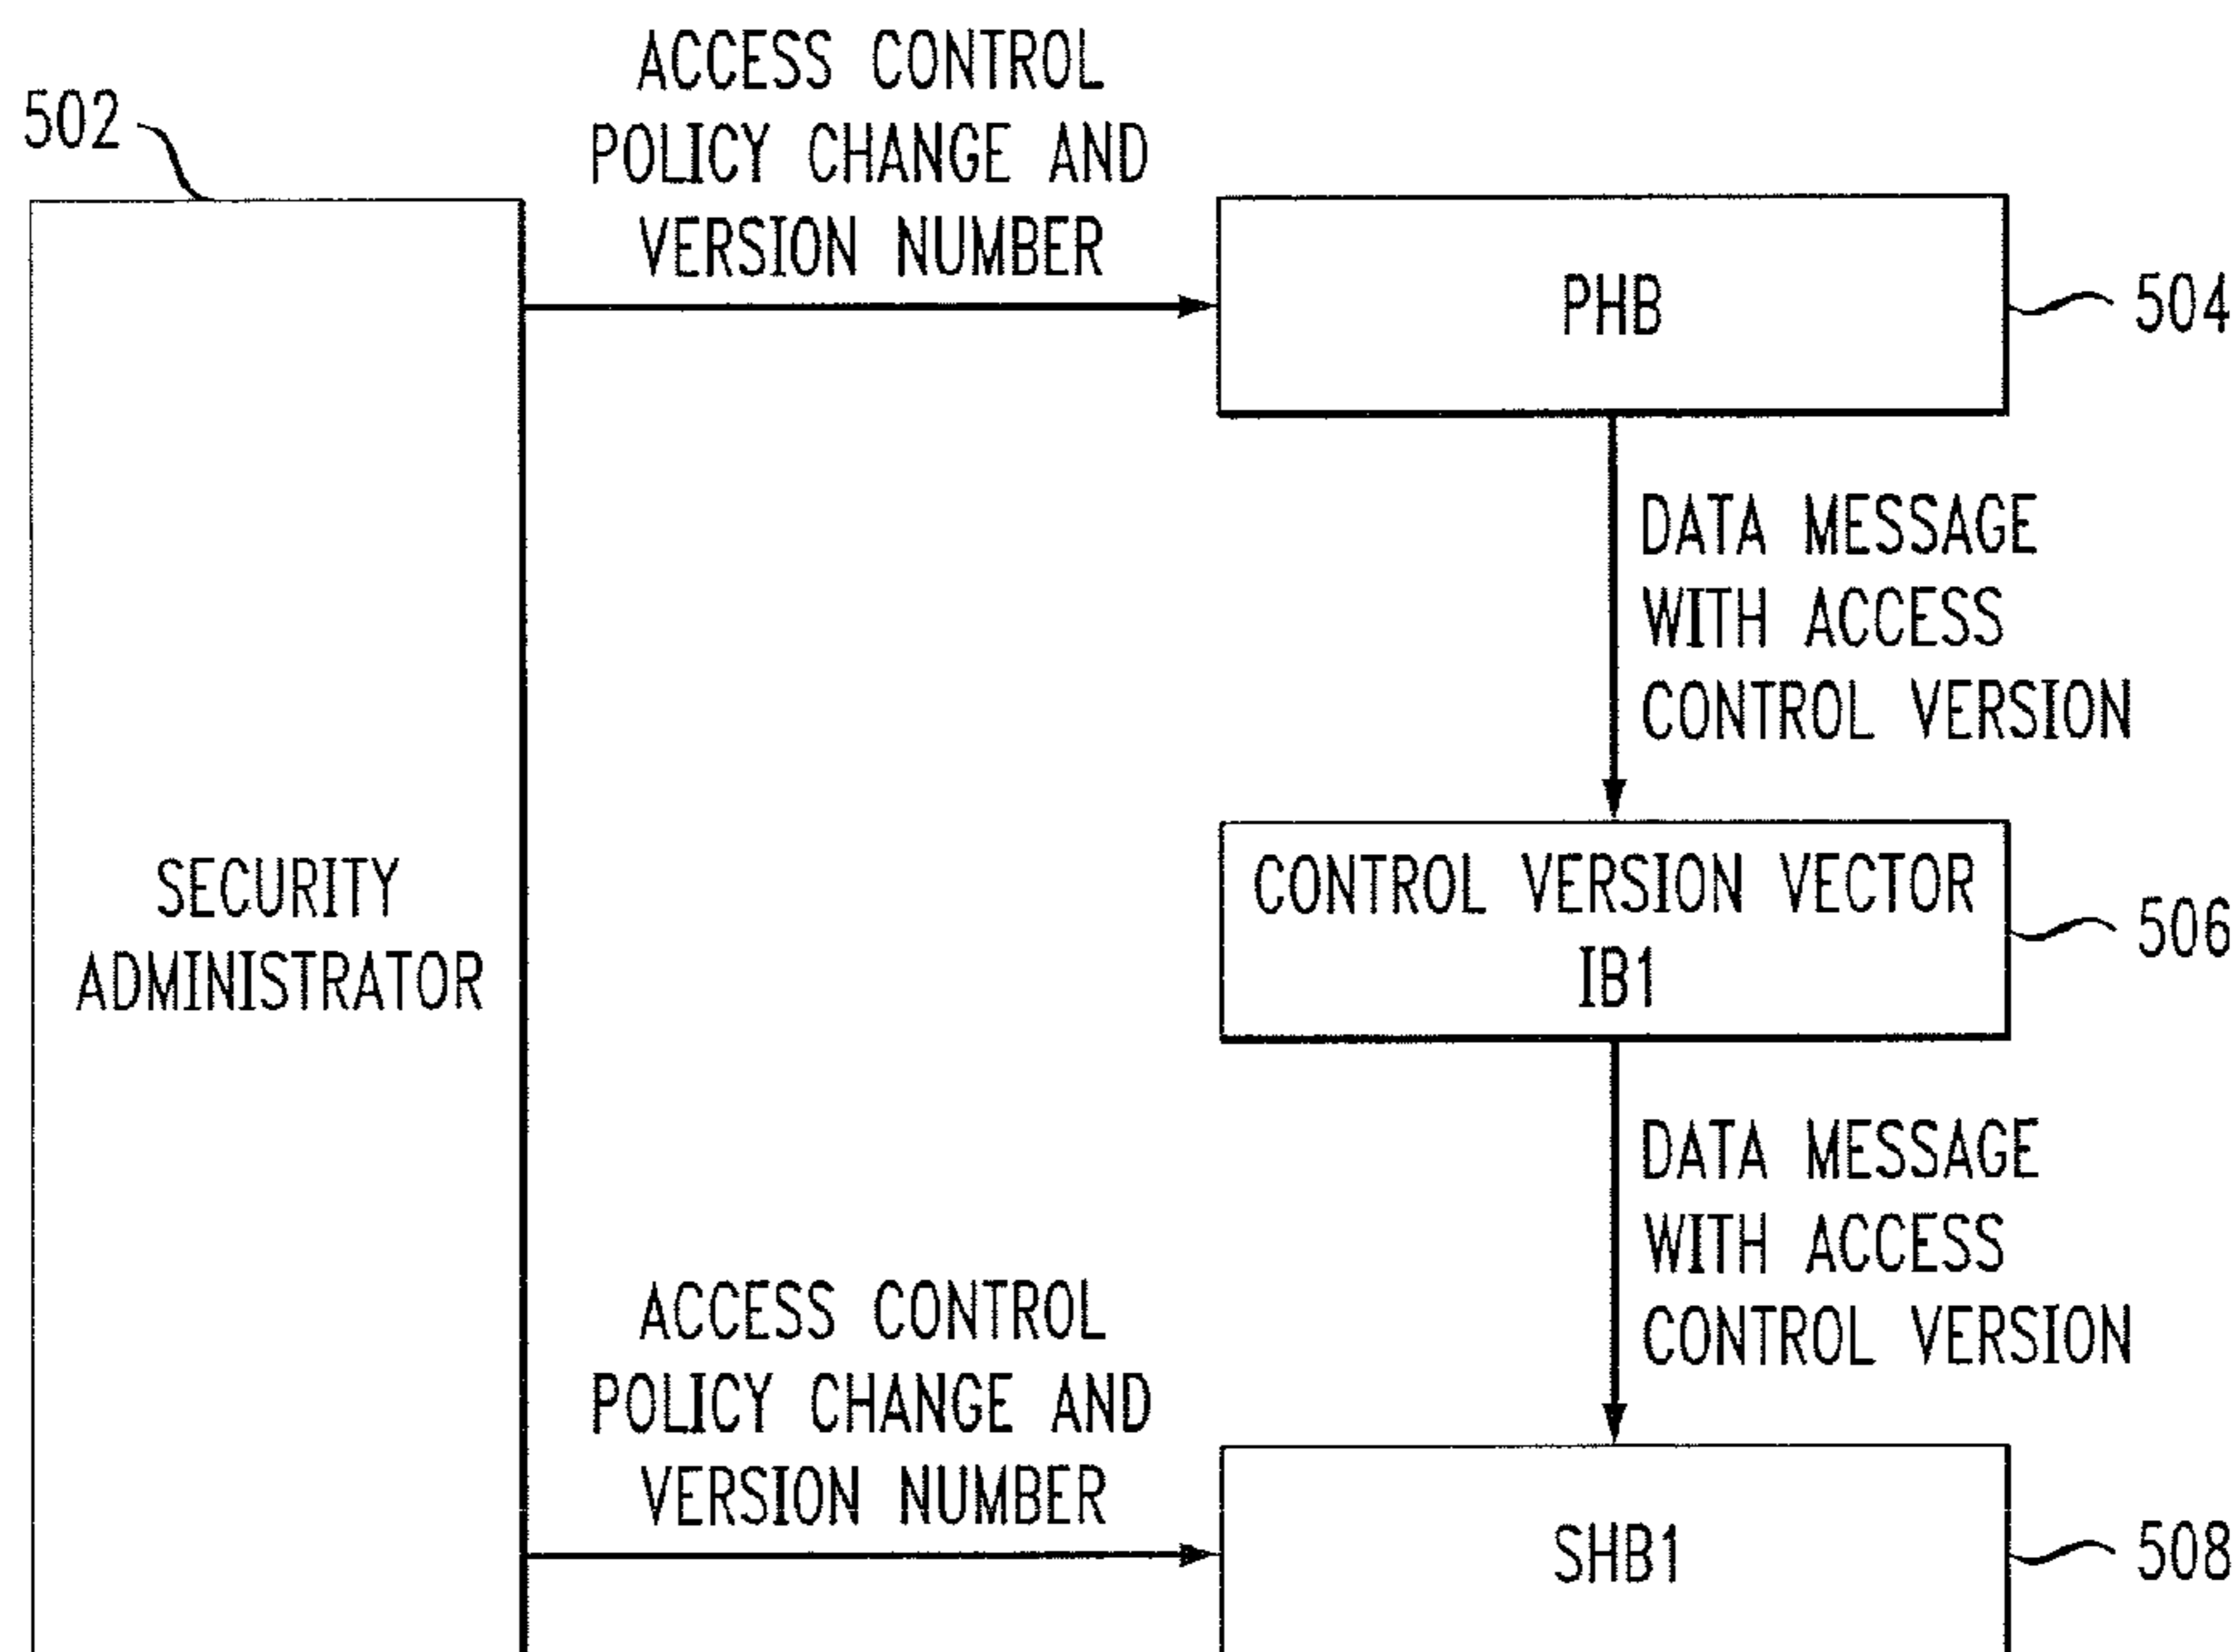 ACCESS CONTROL
POLICY CHANGE AND
VERSION NUMBER
502
PHB
504
DATA MESSAGE
WITH ACCESS
CONTROL VERSION
SECURITY
ADMINISTRATOR
CONTROL VERSION VECTOR
IB1
506
DATA MESSAGE
WITH ACCESS
CONTROL VERSION
ACCESS CONTROL
POLICY CHANGE AND
VERSION NUMBER
SHB1
508